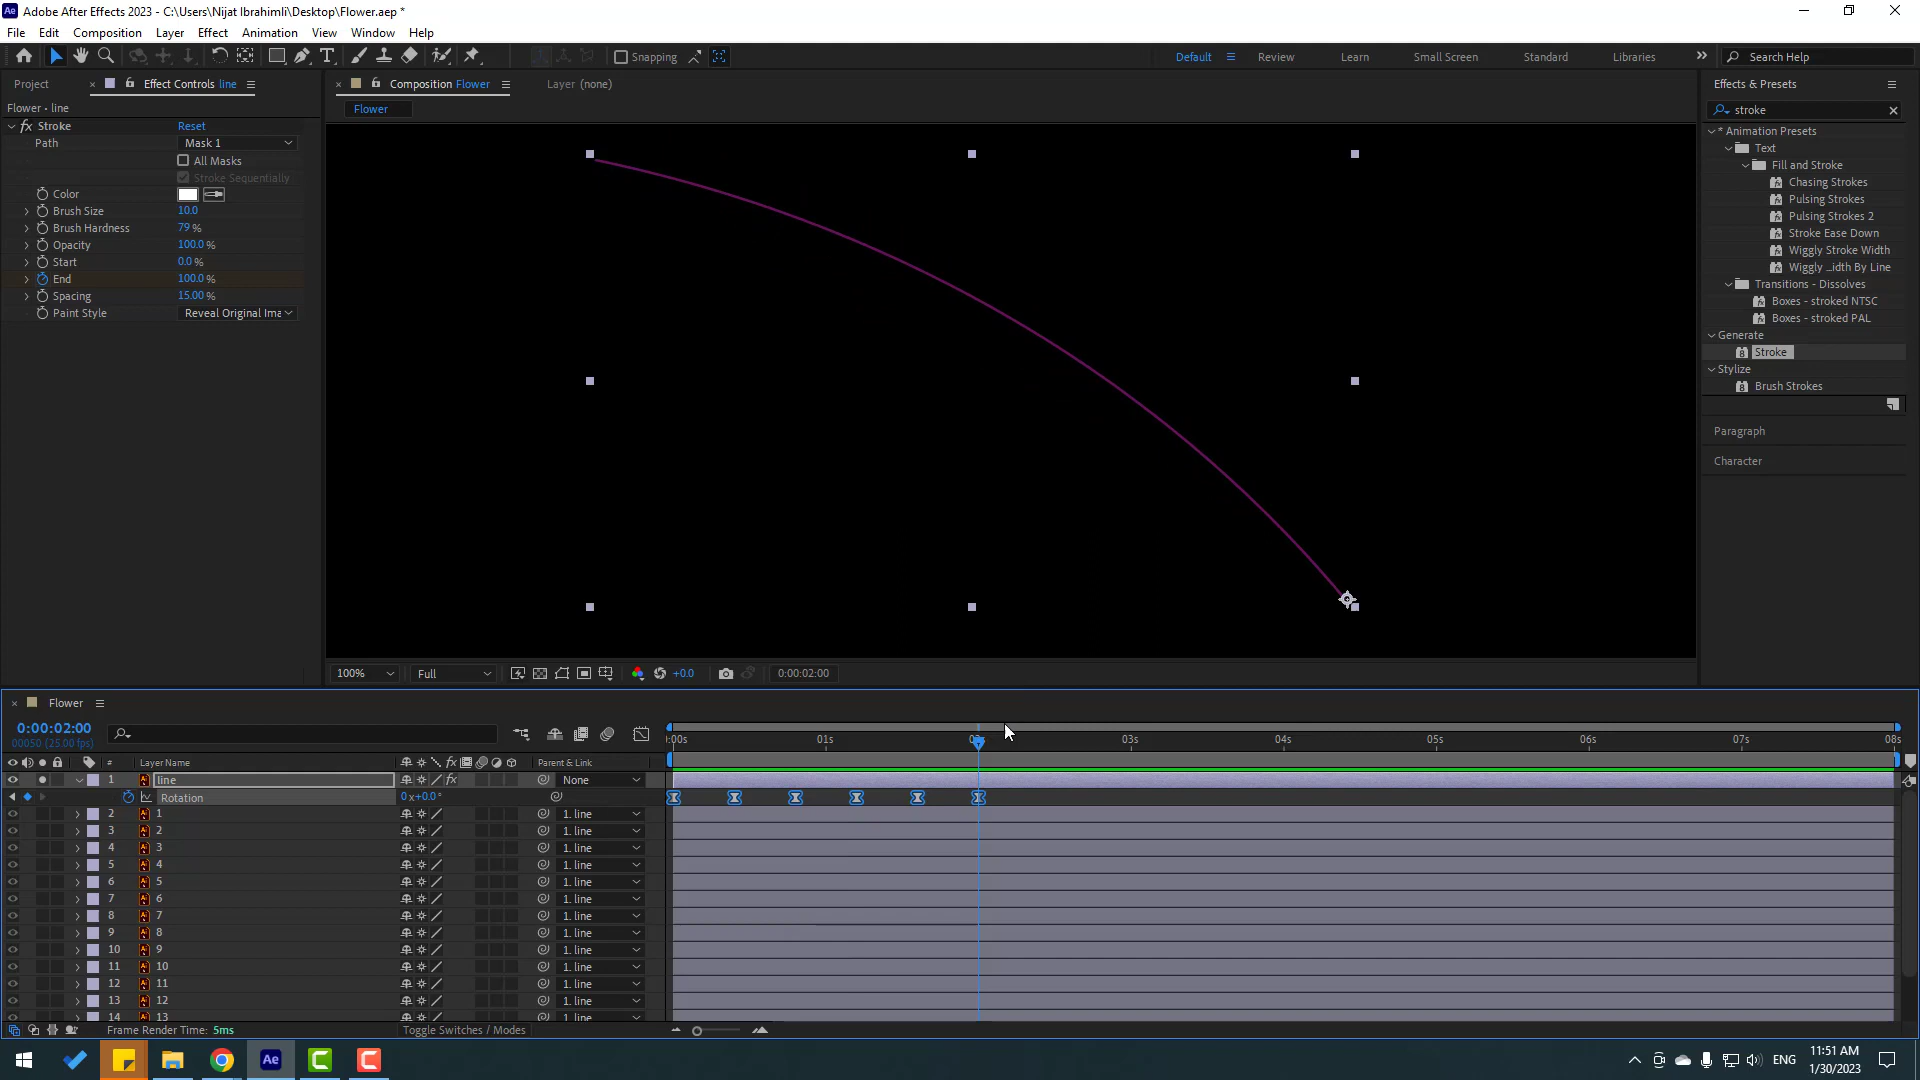 Adobe After Effects 2023 - C:\Users\Nijat Ibrahimli\Desktop\Flower.aep *
File Edit Composition Layer Effect Animation View Window Help
Snapping Default Review Learn Small Screen Standard Libraries Search Help
Project Effect Controls line Composition Flower Layer (none) Effects & Presets
Flower • line Flower stroke
fx Stroke Reset
Path Mask 1
All Masks
Stroke Sequentially
Color
Brush Size 10.0
Brush Hardness 79 %
Opacity 100.0 %
Start 0.0 %
End 100.0 %
Spacing 15.00 %
Paint Style Reveal Original Ima
* Animation Presets
Text
Fill and Stroke
Chasing Strokes
Pulsing Strokes
Pulsing Strokes 2
Stroke Ease Down
Wiggly Stroke Width
Wiggly ...idth By Line
Transitions - Dissolves
Boxes - stroked NTSC
Boxes - stroked PAL
Generate
Stroke
Stylize
Brush Strokes
Paragraph
Character
100% Full +0.0 0:00:02:00
Flower
0:00:02:00
00050 (25.00 fps)
:00s 01s 02s 03s 04s 05s 06s 07s 08s
# Layer Name fx Parent & Link
1 line fx None
Rotation 0 x+0.0 °
2 1 1. line
3 2 1. line
4 3 1. line
5 4 1. line
6 5 1. line
7 6 1. line
8 7 1. line
9 8 1. line
10 9 1. line
11 10 1. line
12 11 1. line
13 12 1. line
14 13 1. line
Frame Render Time: 5ms Toggle Switches / Modes
Ae ENG 11:51 AM
1/30/2023